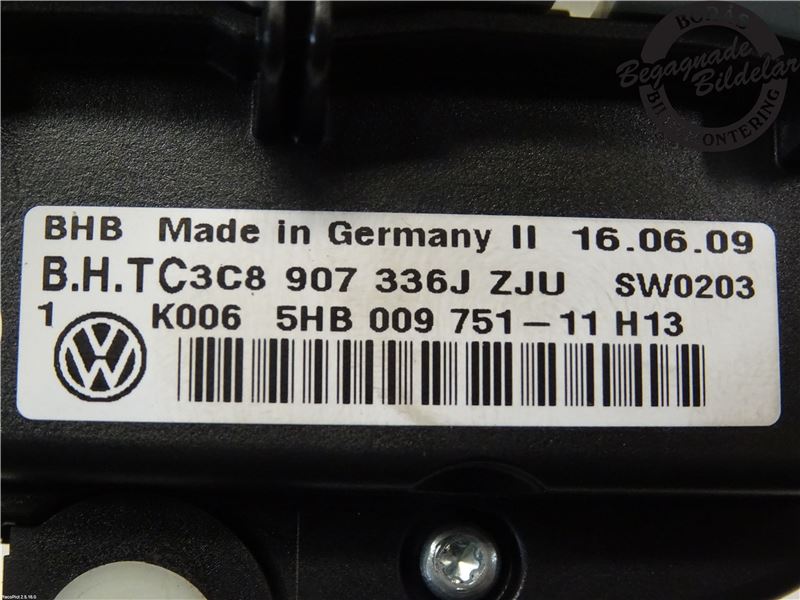 BORÅS
Begagnade
Bildelar
BHB Made in Germany II 16.06.09
B.H.TC3C8 907 336J ZJU SW0203
1 K006 5HB 009 751-11 H13